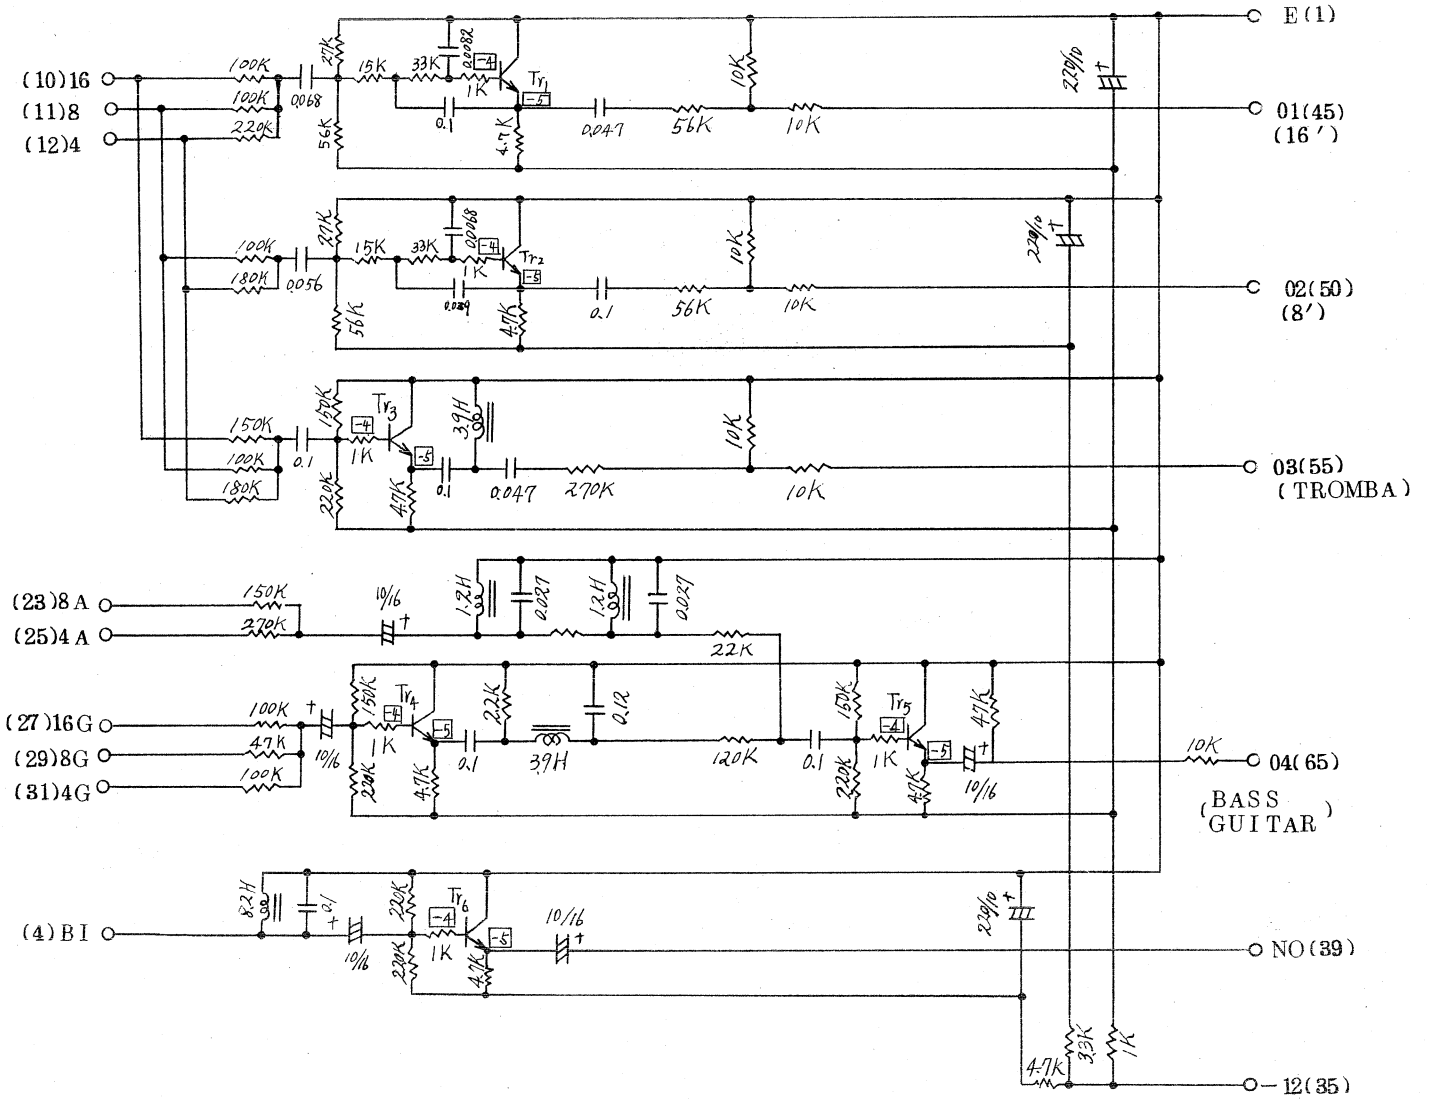 E(1)
27K
0.0082
-4
Tr1
-5
10K
220/10
+
(10)16
100K
15K
33K
1K
(11)8
100K
0.068
0.1
0.047
56K
10K
01(45)
(16′)
(12)4
220K
56K
4.7K
27K
0.0068
-4
Tr2
-5
10K
220/10
+
100K
15K
33K
1K
180K
0.056
0.039
0.1
56K
10K
02(50)
(8′)
56K
4.7K
150K
Tr3
-4
-5
3.9H
10K
150K
0.1
1K
100K
180K
220K
4.7K
0.1
0.047
270K
10K
03(55)
(TROMBA)
(23)8A
150K
10/16
+
1.2H
0.027
1.2H
0.027
(25)4A
270K
22K
150K
Tr4
-4
-5
2.2K
0.12
150K
Tr5
-4
-5
47K
(27)16G
100K
+
1K
0.1
3.9H
120K
0.1
1K
+
10K
04(65)
(29)8G
47K
10/16
220K
4.7K
220K
4.7K
10/16
(31)4G
100K
(BASS
GUITAR)
8.2H
0.1
+
220K
Tr6
-4
-5
10/16
+
220/10
+
(4)BI
10/16
220K
1K
4.7K
NO(39)
3.3K
1K
4.7K
-12(35)